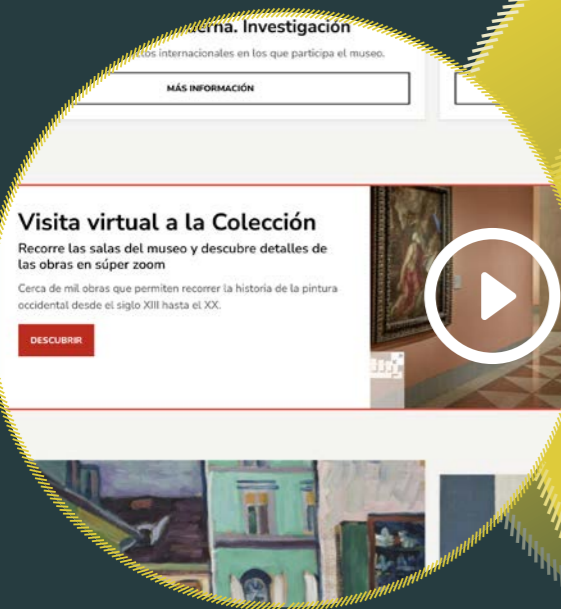 Investigación
internacionales en los que participa el museo.
MÁS INFORMACIÓN
Visita virtual a la Colección
Recorre las salas del museo y descubre detalles de
las obras en súper zoom
Cerca de mil obras que permiten recorrer la historia de la pintura
occidental desde el siglo XIII hasta el XX.
DESCUBRIR